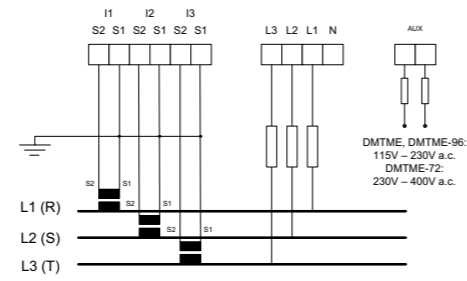 I1 I2 I3
S2 S1 S2 S1 S2 S1 L3 L2 L1 N AUX
DMTME, DMTME-96:
115V – 230V a.c.
DMTME-72:
230V – 400V a.c.
S2 S1
L1 (R) S2 S1
L2 (S) S2 S1
L3 (T)